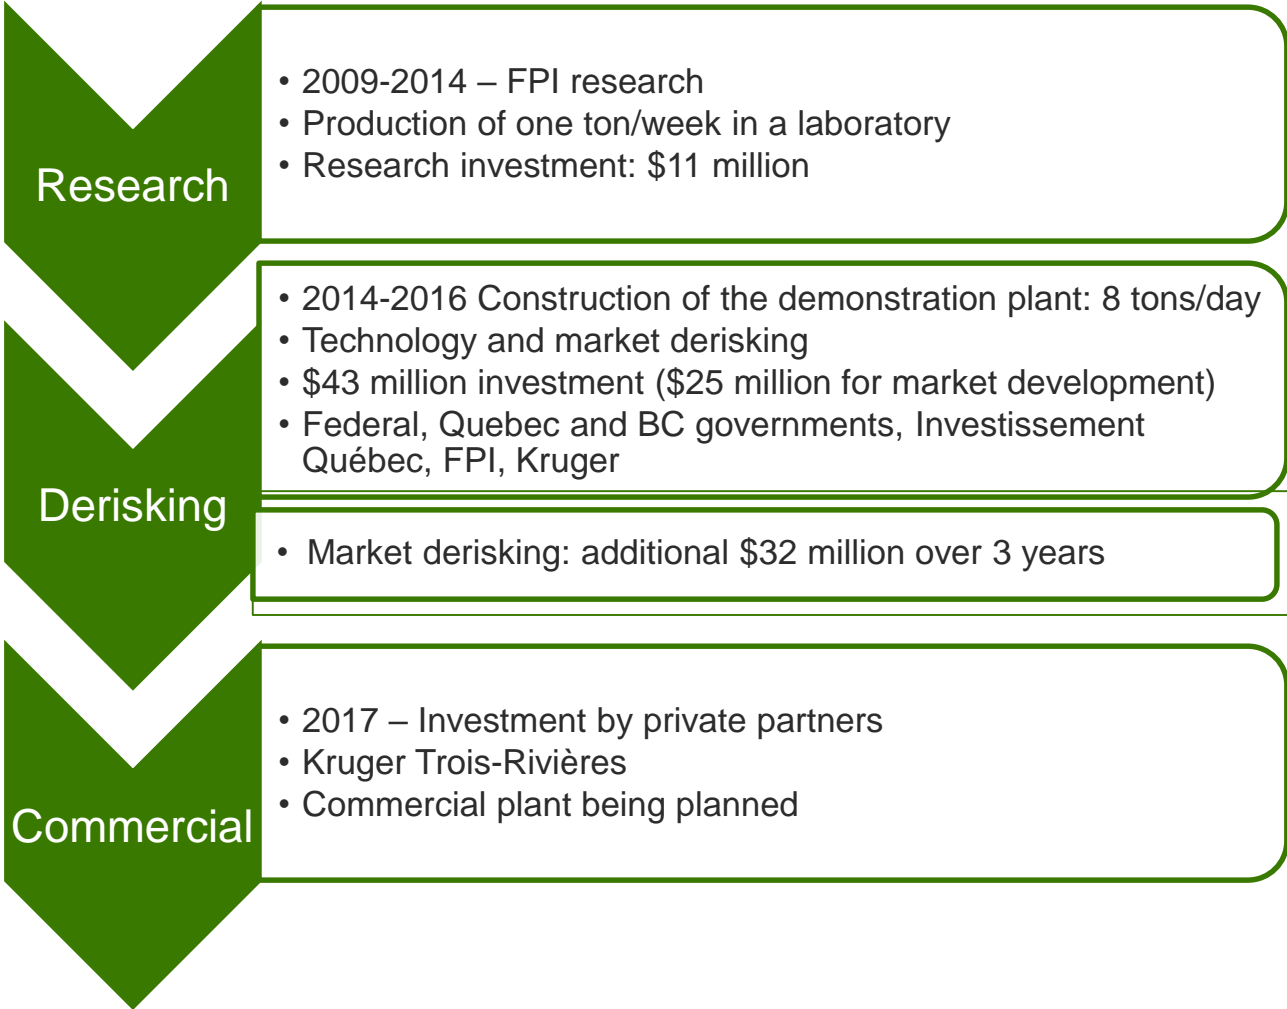 Research
• 2009-2014 – FPI research
• Production of one ton/week in a laboratory
• Research investment: $11 million
Derisking
• 2014-2016 Construction of the demonstration plant: 8 tons/day
• Technology and market derisking
• $43 million investment ($25 million for market development)
• Federal, Quebec and BC governments, Investissement
Québec, FPI, Kruger
• Market derisking: additional $32 million over 3 years
Commercial
• 2017 – Investment by private partners
• Kruger Trois-Rivières
• Commercial plant being planned